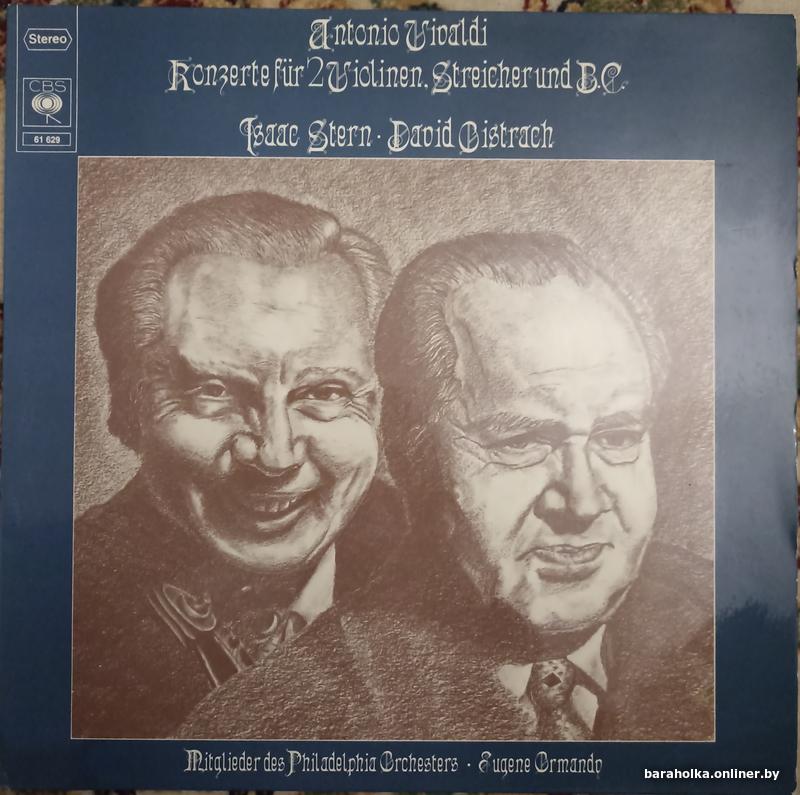 Stereo
CBS
61 629
Antonio Vivaldi
Konzerte für 2 Violinen, Streicher und B.C.
Isaac Stern · David Oistrach
Mitglieder des Philadelphia Orchesters · Eugene Ormandy
baraholka.onliner.by